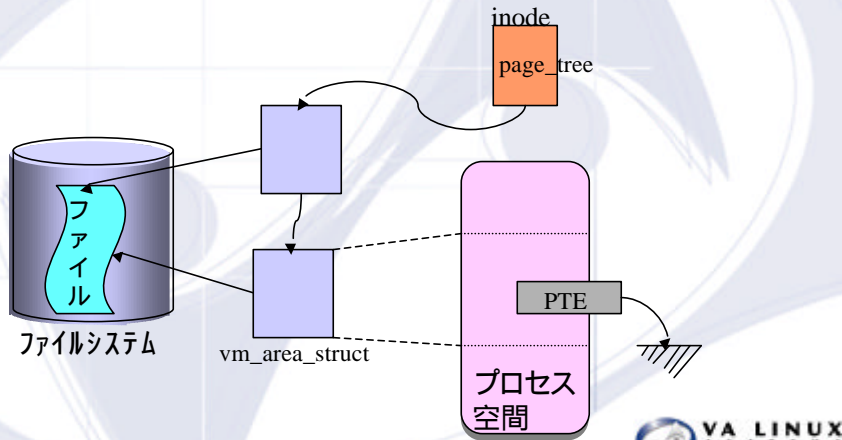 inode
page_tree
ファイル
ファイルシステム
vm_area_struct
PTE
プロセス
空間
VA LINUX